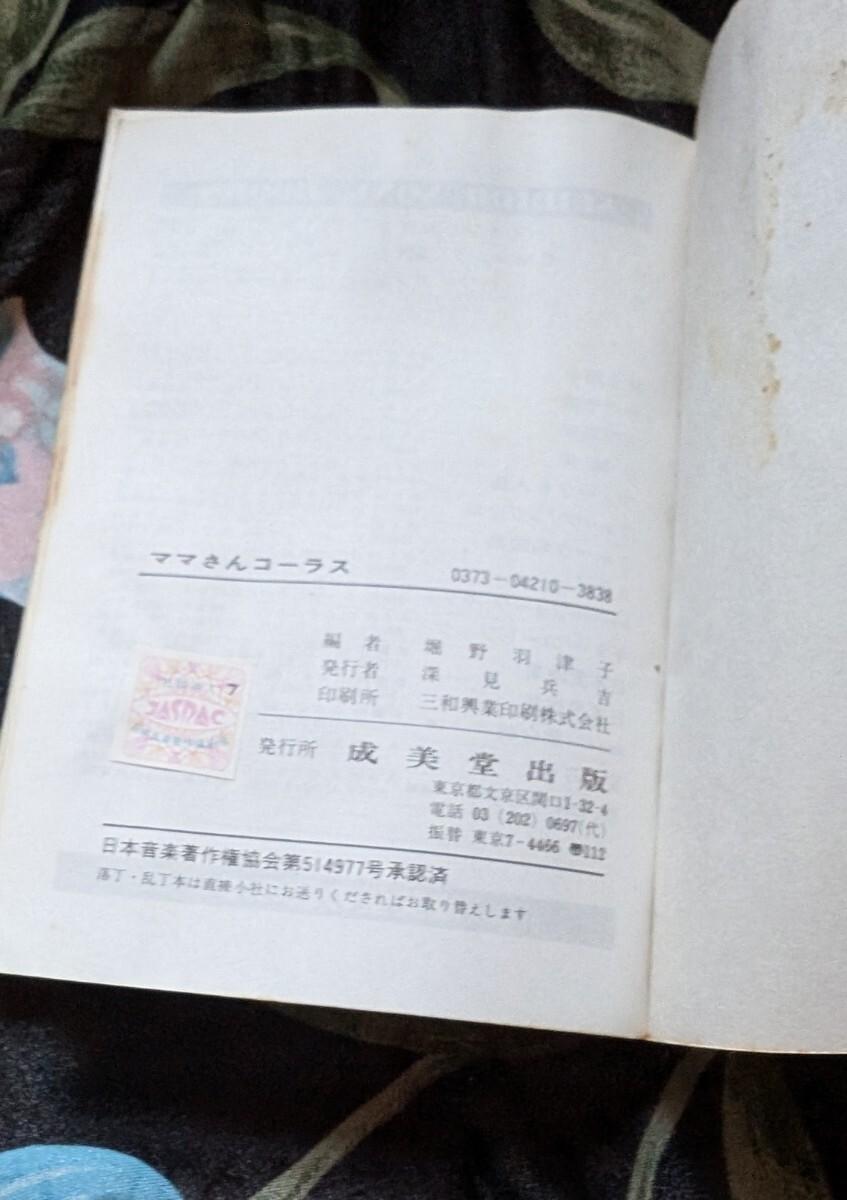 ママさんコーラス 0373-04210-3838
編者 堀野羽津子
発行者 深見兵吉
印刷所 三和興業印刷株式会社
JASRAC
発行所 成美堂出版
東京都文京区関口1-32-4
電話 03 (202) 0697(代)
振替 東京7-4466 〠112
日本音楽著作権協会第514977号承認済
落丁・乱丁本は直接小社にお送りくださればお取り替えします